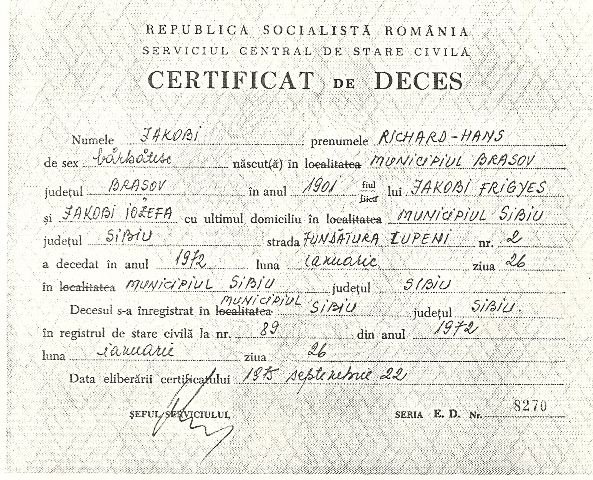 REPUBLICA SOCIALISTĂ ROMÂNIA
SERVICIUL CENTRAL DE STARE CIVILĂ
CERTIFICAT DE DECES
Numele JAKOBI prenumele RICHARD-HANS
de sex bărbătesc născut(ă) în localitatea MUNICIPIUL BRASOV
județul BRASOV în anul 1901 fiul fiica lui JAKOBI FRIGYES
și JAKOBI IOZEFA cu ultimul domiciliu în localitatea MUNICIPIUL SIBIU
județul SIBIU strada FUNDĂTURA LUPENI nr. 2
a decedat în anul 1972 luna ianuarie ziua 26
în localitatea MUNICIPIUL SIBIU județul SIBIU
Decesul s-a înregistrat în localitatea MUNICIPIUL SIBIU județul SIBIU.
în registrul de stare civilă la nr. 89 din anul 1972
luna ianuarie ziua 26
Data eliberării certificatului 1975 septembrie 22
ȘEFUL SERVICIULUI, SERIA E. D. Nr. 8270